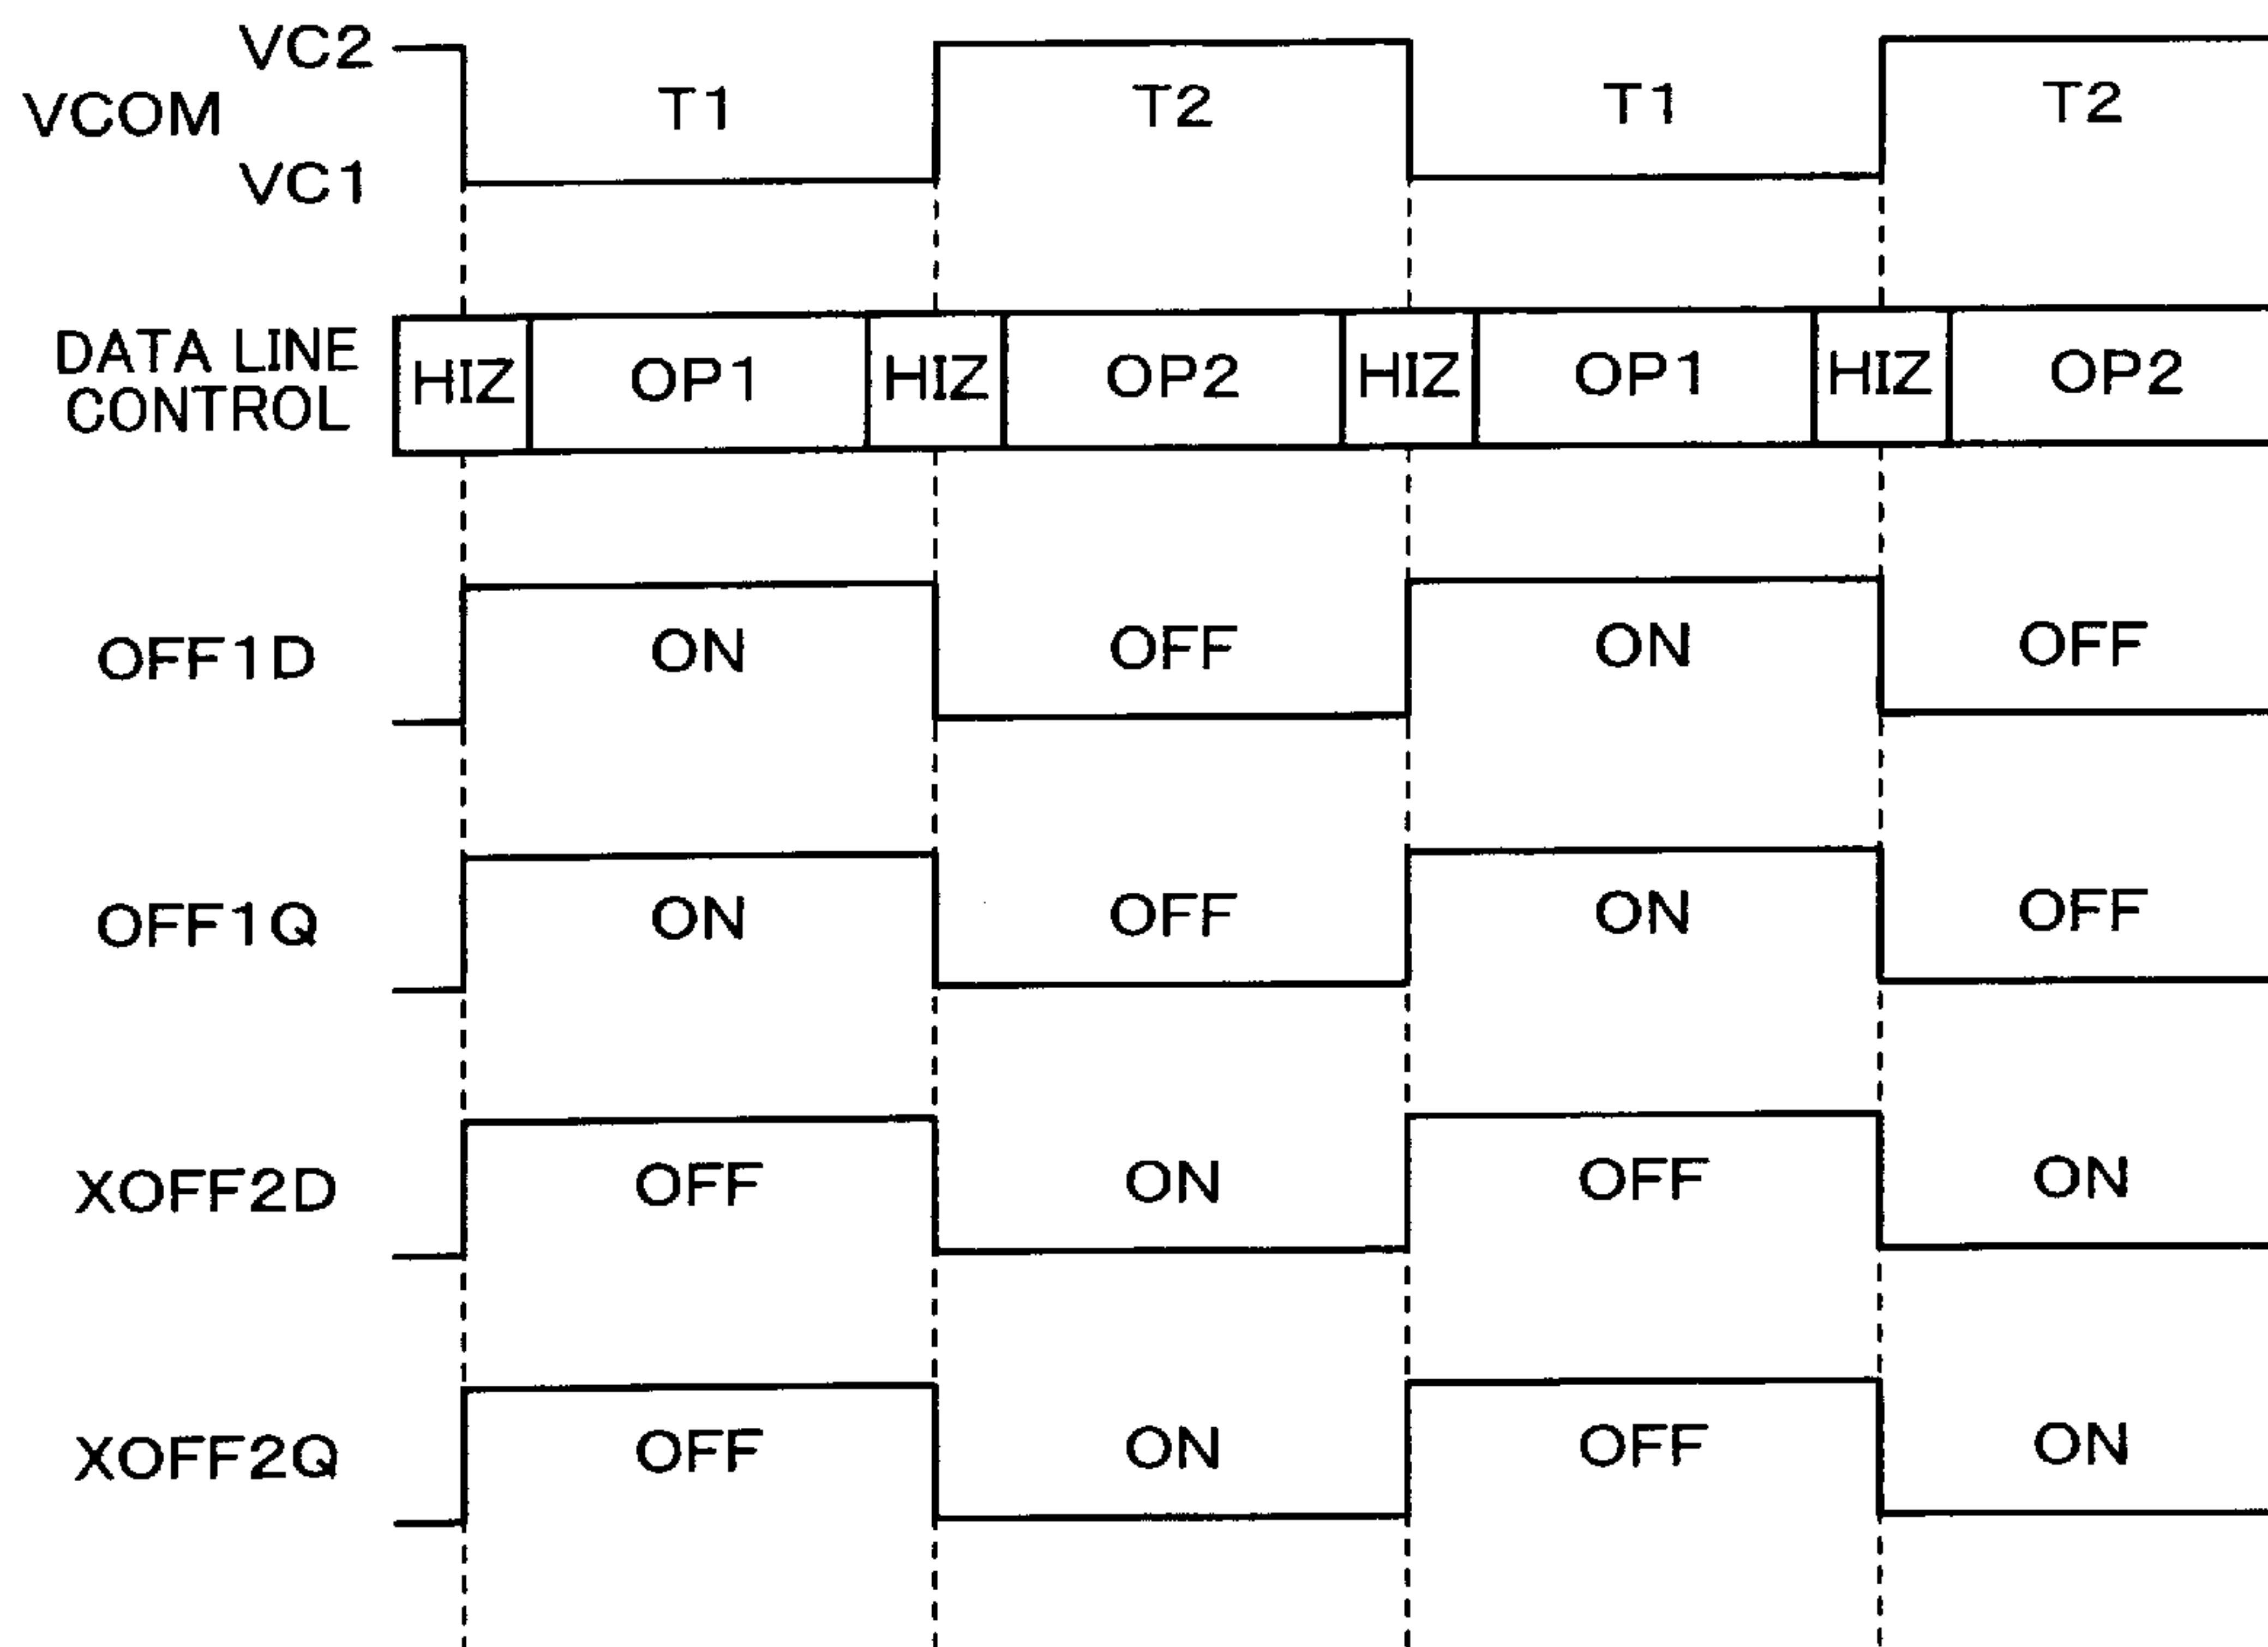 VC2
VCOM
VC1
T1 T2 T1 T2
DATA LINE
CONTROL
HIZ OP1 HIZ OP2 HIZ OP1 HIZ OP2
OFF1D ON OFF ON OFF
OFF1Q ON OFF ON OFF
XOFF2D OFF ON OFF ON
XOFF2Q OFF ON OFF ON